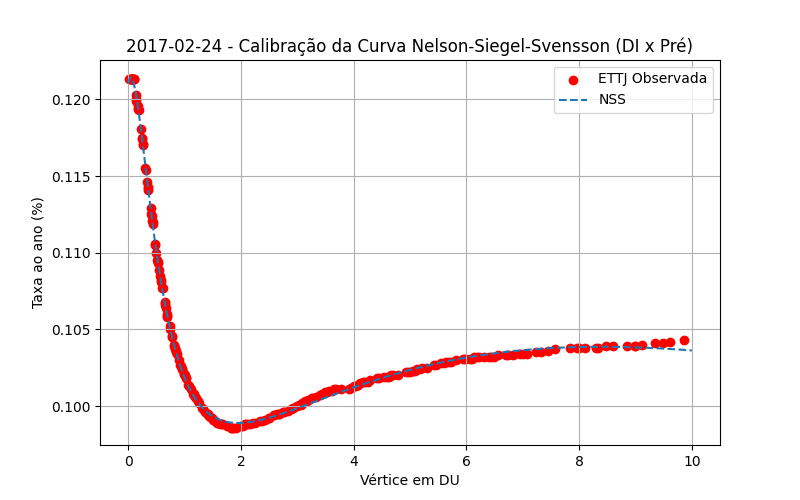 2017-02-24 - Calibração da Curva Nelson-Siegel-Svensson (DI x Pré)
ETTJ Observada
NSS
Taxa ao ano (%)
0.120
0.115
0.110
0.105
0.100
0 2 4 6 8 10
Vértice em DU